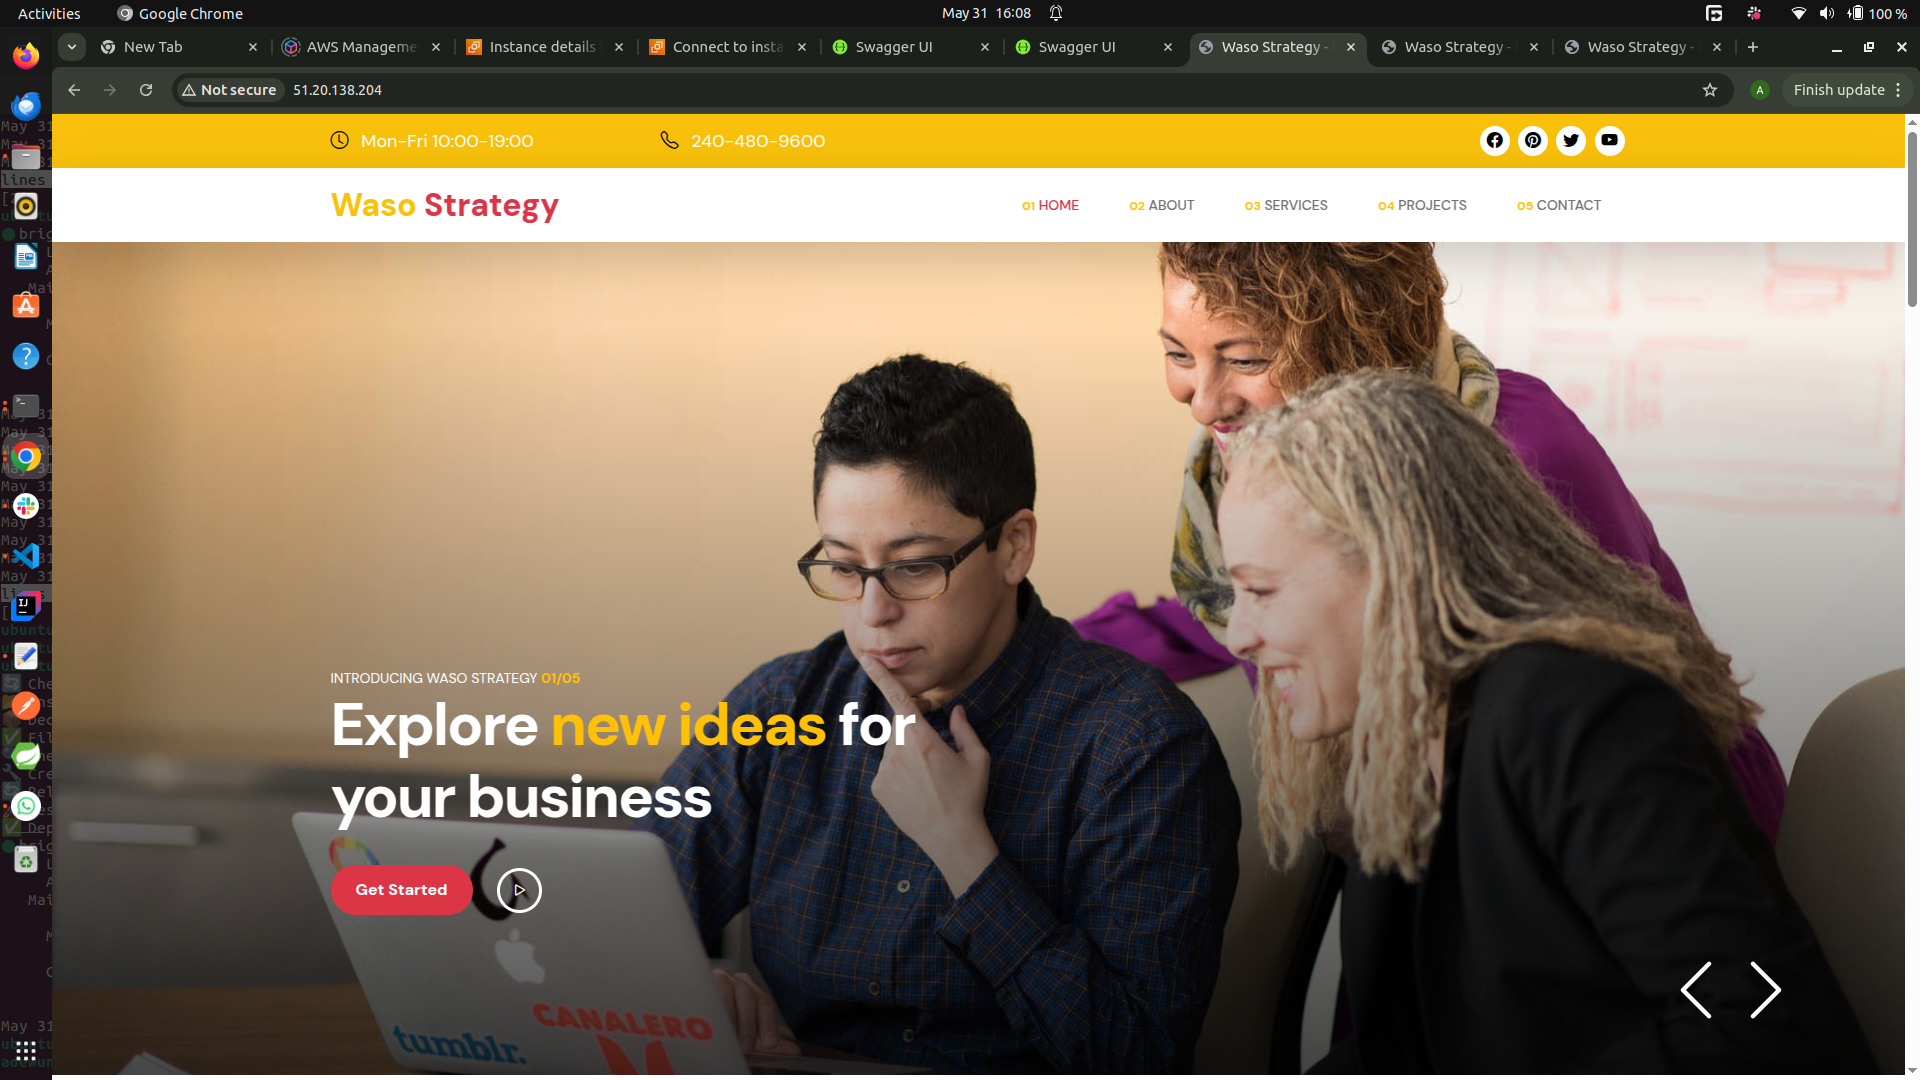 Activities
Google Chrome
May 31 16:08
100 %
New Tab
AWS Manageme
Instance details
Connect to insta
Swagger UI
Swagger UI
Waso Strategy -
Waso Strategy -
Waso Strategy -
Not secure
51.20.138.204
A
Finish update
Mon-Fri 10:00-19:00
240-480-9600
Waso Strategy
01 HOME
02 ABOUT
03 SERVICES
04 PROJECTS
05 CONTACT
INTRODUCING WASO STRATEGY 01/05
Explore new ideas for
your business
Get Started
tumblr.
CANALERO